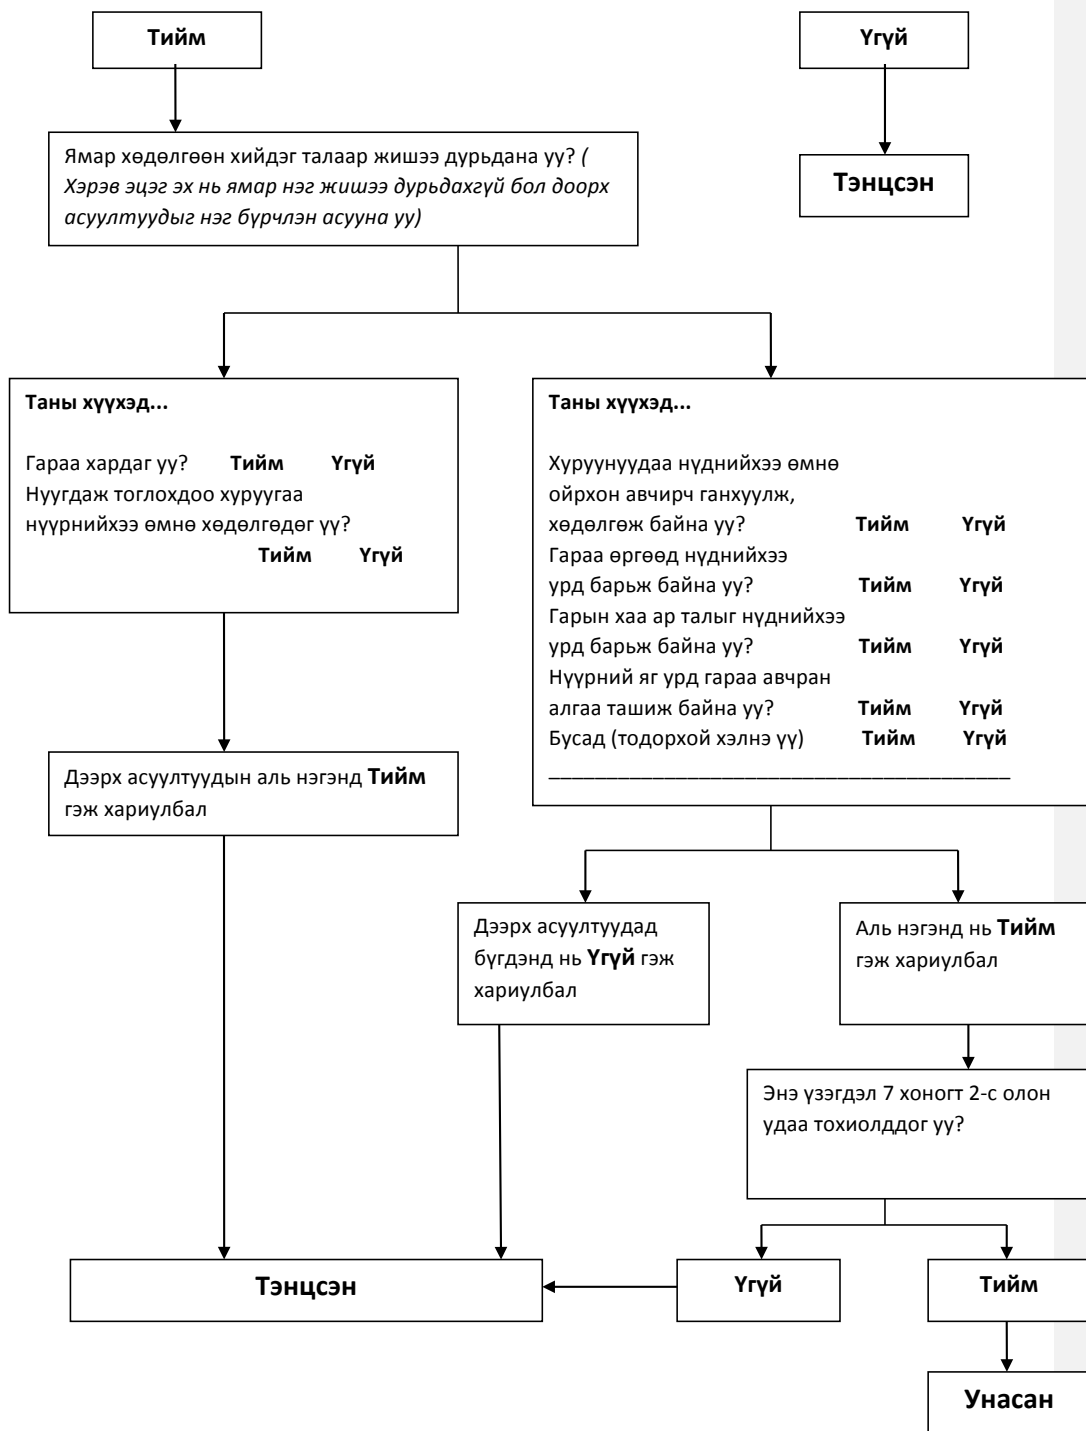 Тийм
Үгүй
Ямар хөдөлгөөн хийдэг талаар жишээ дурьдана уу? (
Хэрэв эцэг эх нь ямар нэг жишээ дурьдахгүй бол доорх
асуултуудыг нэг бүрчлэн асууна уу)
Тэнцсэн
Таны хүүхэд...
Гараа хардаг уу? Тийм Үгүй
Нуугдаж тоглохдоо хуруугаа
нүүрнийхээ өмнө хөдөлгөдөг үү?
Тийм Үгүй
Таны хүүхэд...
Хуруунуудаа нүднийхээ өмнө
ойрхон авчирч ганхуулж,
хөдөлгөж байна уу? Тийм Үгүй
Гараа өргөөд нүднийхээ
урд барьж байна уу? Тийм Үгүй
Гарын хаа ар талыг нүднийхээ
урд барьж байна уу? Тийм Үгүй
Нүүрний яг урд гараа авчран
алгаа ташиж байна уу? Тийм Үгүй
Бусад (тодорхой хэлнэ үү) Тийм Үгүй
Дээрх асуултуудын аль нэгэнд Тийм
гэж хариулбал
Дээрх асуултуудад
бүгдэнд нь Үгүй гэж
хариулбал
Аль нэгэнд нь Тийм
гэж хариулбал
Энэ үзэгдэл 7 хоногт 2-с олон
удаа тохиолддог уу?
Тэнцсэн
Үгүй
Тийм
Унасан